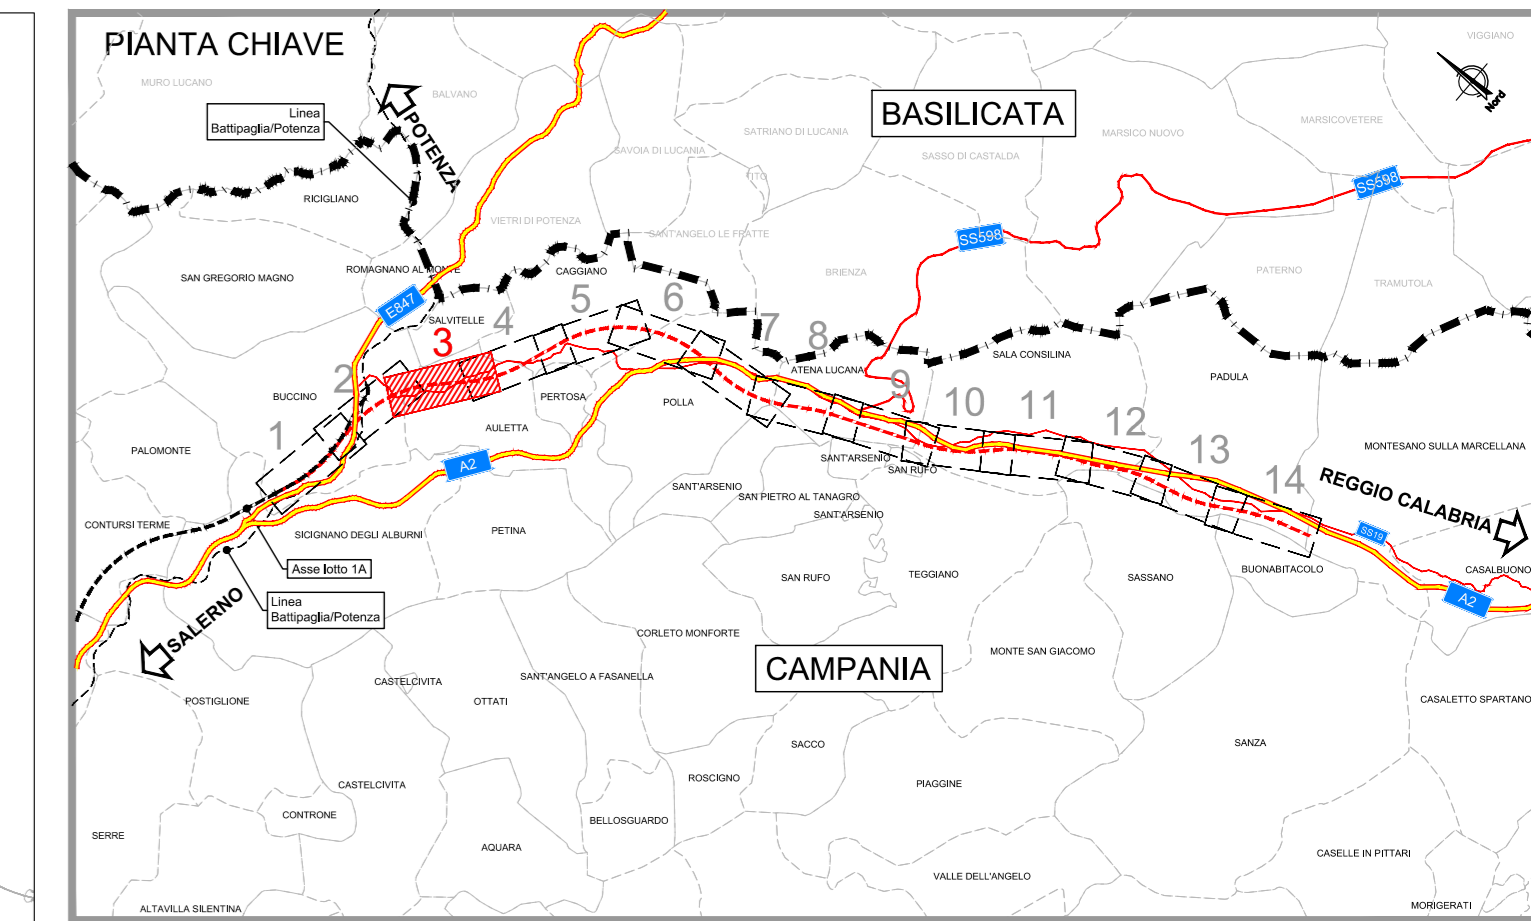 PIANTA CHIAVE
VIGGIANO
MURO LUCANO
BALVANO
Linea
Battipaglia/Potenza
POTENZA
BASILICATA
Nord
SATRIANO DI LUCANIA
MARSICO NUOVO
MARSICOVETERE
SAVOIA DI LUCANIA
SASSO DI CASTALDA
TITO
SS598
RICIGLIANO
VIETRI DI POTENZA
SANT'ANGELO LE FRATTE
SS598
SAN GREGORIO MAGNO
ROMAGNANO AL MONTE
CAGGIANO
BRIENZA
PATERNO
TRAMUTOLA
E847
SALVITELLE
1
2
3
4
5
6
7
8
9
10
11
12
13
14
SALA CONSILINA
ATENA LUCANA
PADULA
BUCCINO
PERTOSA
POLLA
AULETTA
PALOMONTE
A2
MONTESANO SULLA MARCELLANA
SANT'ARSENIO
SAN RUFO
SANT'ARSENIO
SAN PIETRO AL TANAGRO
SANT'ARSENIO
REGGIO CALABRIA
CONTURSI TERME
SICIGNANO DEGLI ALBURNI
PETINA
SS19
Asse lotto 1A
SAN RUFO
TEGGIANO
SASSANO
BUONABITACOLO
CASALBUONO
A2
Linea
Battipaglia/Potenza
SALERNO
CORLETO MONFORTE
CAMPANIA
MONTE SAN GIACOMO
POSTIGLIONE
CASTELCIVITA
OTTATI
SANT'ANGELO A FASANELLA
CASALETTO SPARTANO
SACCO
SANZA
ROSCIGNO
PIAGGINE
CASTELCIVITA
CONTRONE
BELLOSGUARDO
SERRE
AQUARA
CASELLE IN PITTARI
VALLE DELL'ANGELO
ALTAVILLA SILENTINA
MORIGERATI